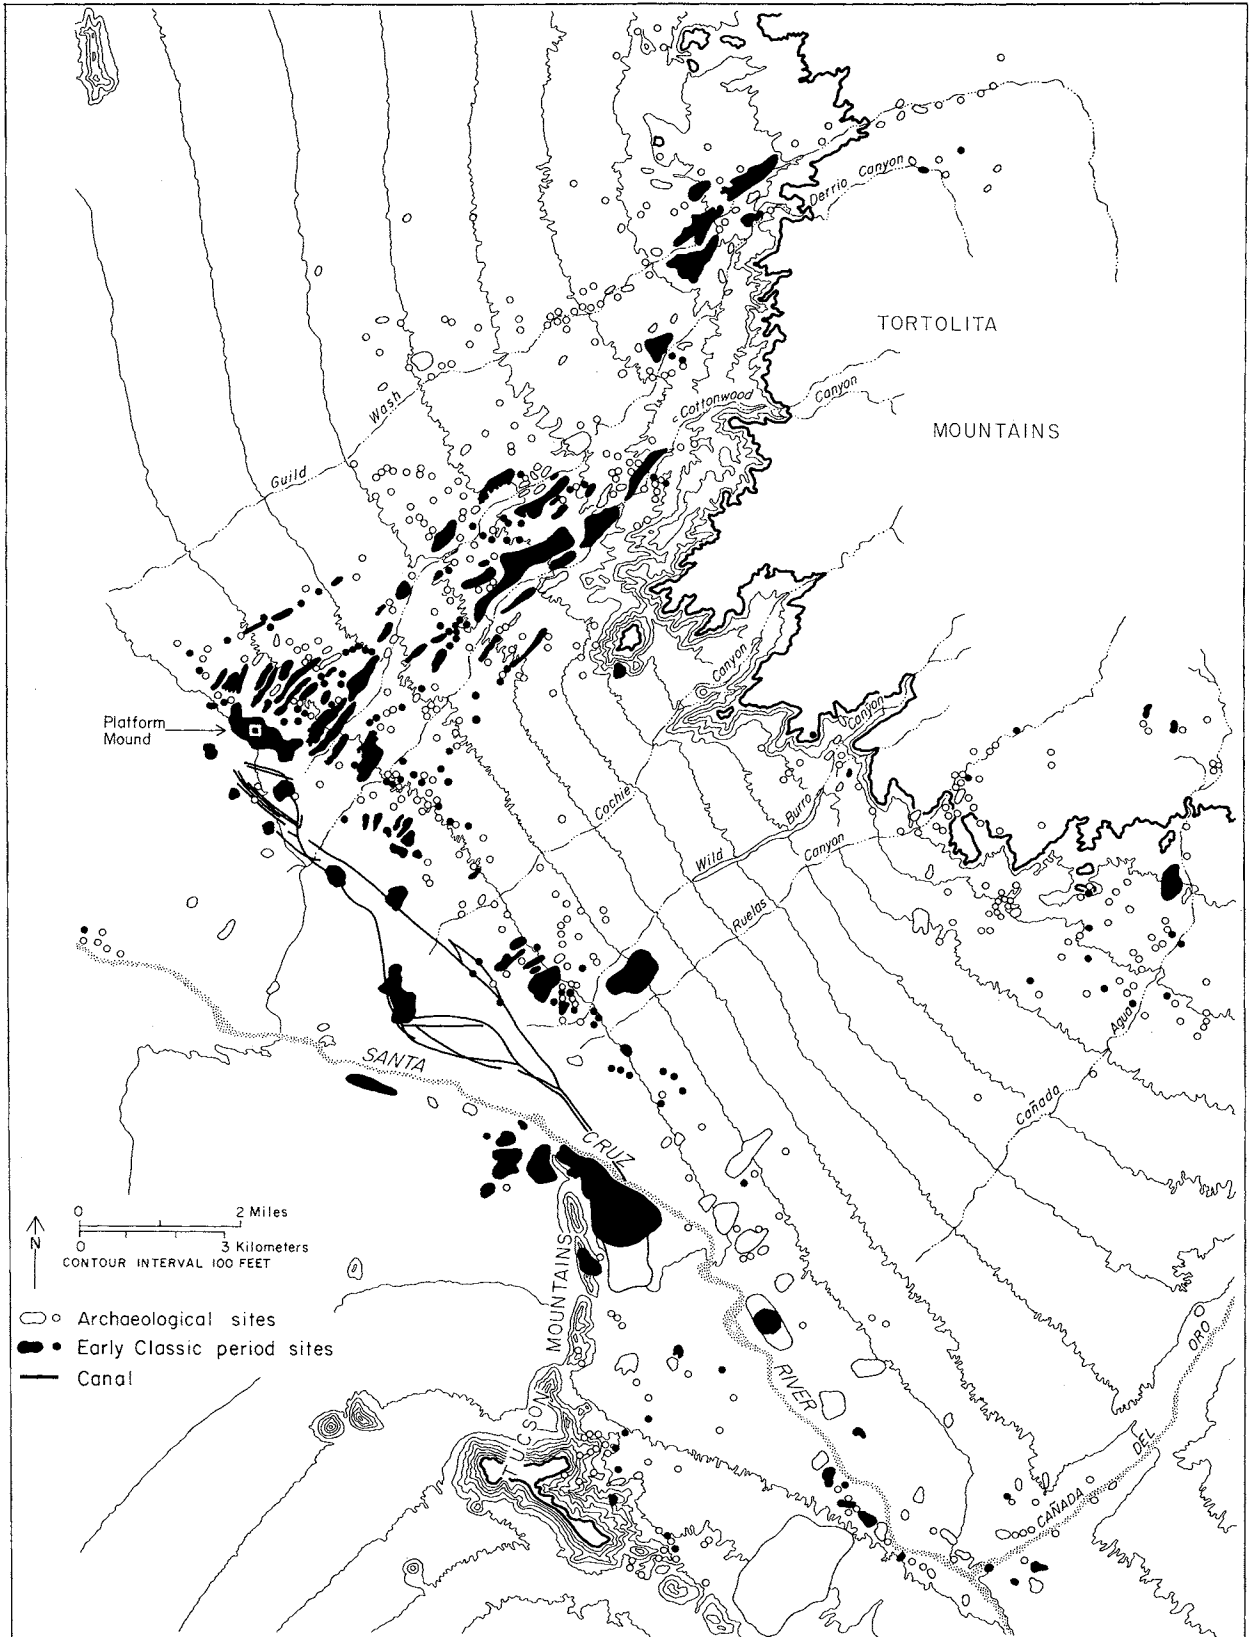 Derrio Canyon
TORTOLITA
Cottonwood
Canyon
Wash
MOUNTAINS
Guild
Canyon
Platform
Mound
Canyon
Cochie
Burro
Wild
Canyon
Ruelas
Agua
SANTA
Cañada
CRUZ
0 2 Miles
N
0 3 Kilometers
CONTOUR INTERVAL 100 FEET
MOUNTAINS
Archaeological sites
Early Classic period sites
Canal
ORO
RIVER
TUCSON
DEL
CAÑADA